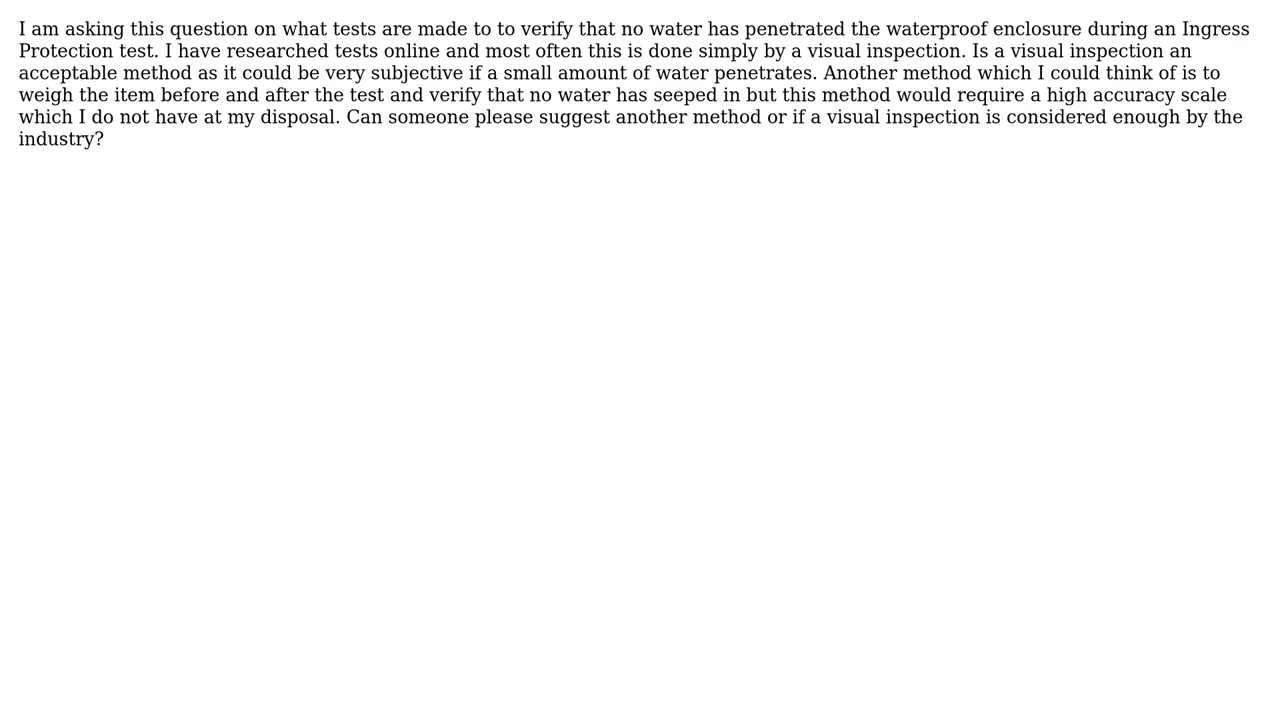 I am asking this question on what tests are made to to verify that no water has penetrated the waterproof enclosure during an Ingress
Protection test. I have researched tests online and most often this is done simply by a visual inspection. Is a visual inspection an
acceptable method as it could be very subjective if a small amount of water penetrates. Another method which I could think of is to
weigh the item before and after the test and verify that no water has seeped in but this method would require a high accuracy scale
which I do not have at my disposal. Can someone please suggest another method or if a visual inspection is considered enough by the
industry?